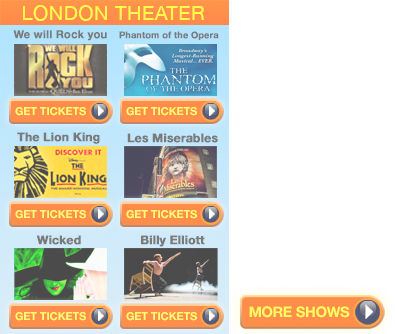 LONDON THEATER
We will Rock you
Phantom of the Opera
WE WILL
ROCK
YOU
Broadway's
Longest-Running
Musical...EVER.
THE
PHANTOM
OF THE OPERA
GET TICKETS
GET TICKETS
The Lion King
Les Miserables
DISCOVER IT
THE
LION KING
Les
Miserables
GET TICKETS
GET TICKETS
Wicked
Billy Elliott
GET TICKETS
GET TICKETS
MORE SHOWS